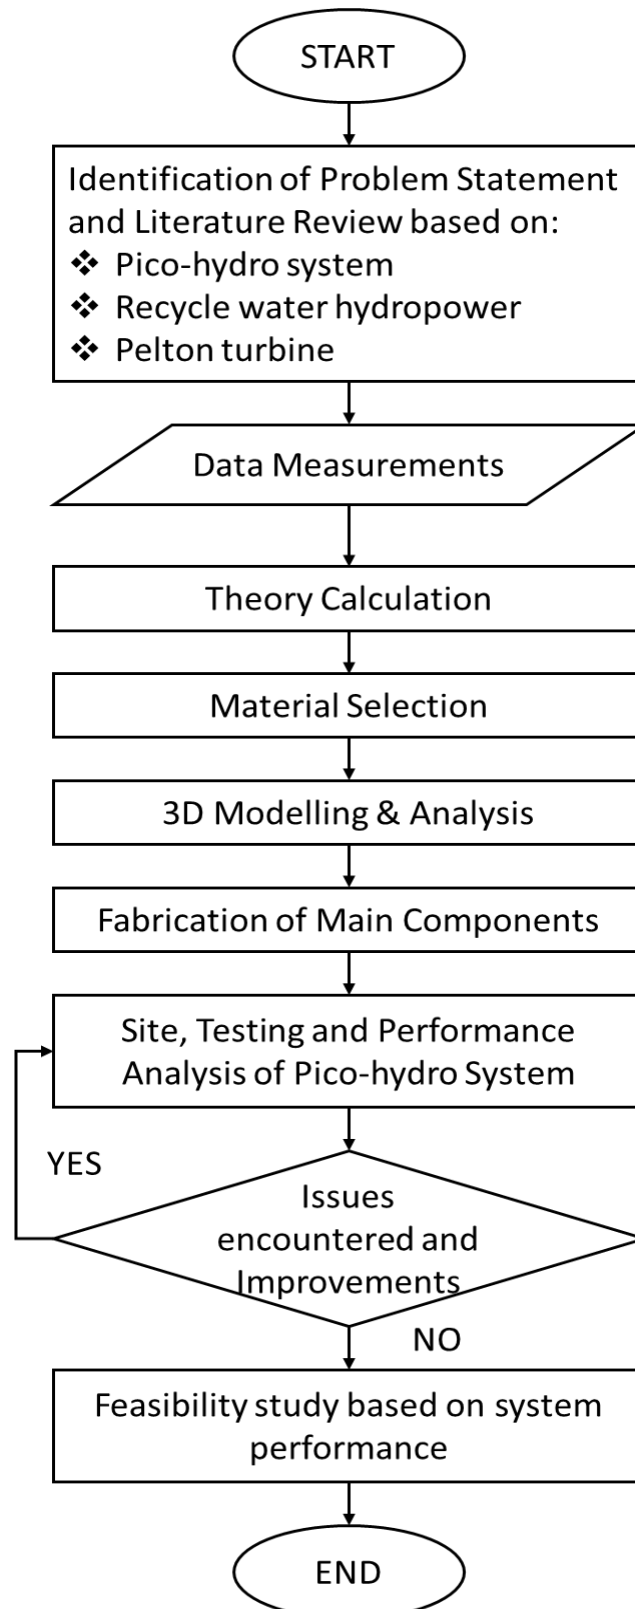 START
Identification of Problem Statement
and Literature Review based on:
❖ Pico-hydro system
❖ Recycle water hydropower
❖ Pelton turbine
Data Measurements
Theory Calculation
Material Selection
3D Modelling & Analysis
Fabrication of Main Components
Site, Testing and Performance
Analysis of Pico-hydro System
YES
Issues
encountered and
Improvements
NO
Feasibility study based on system
performance
END